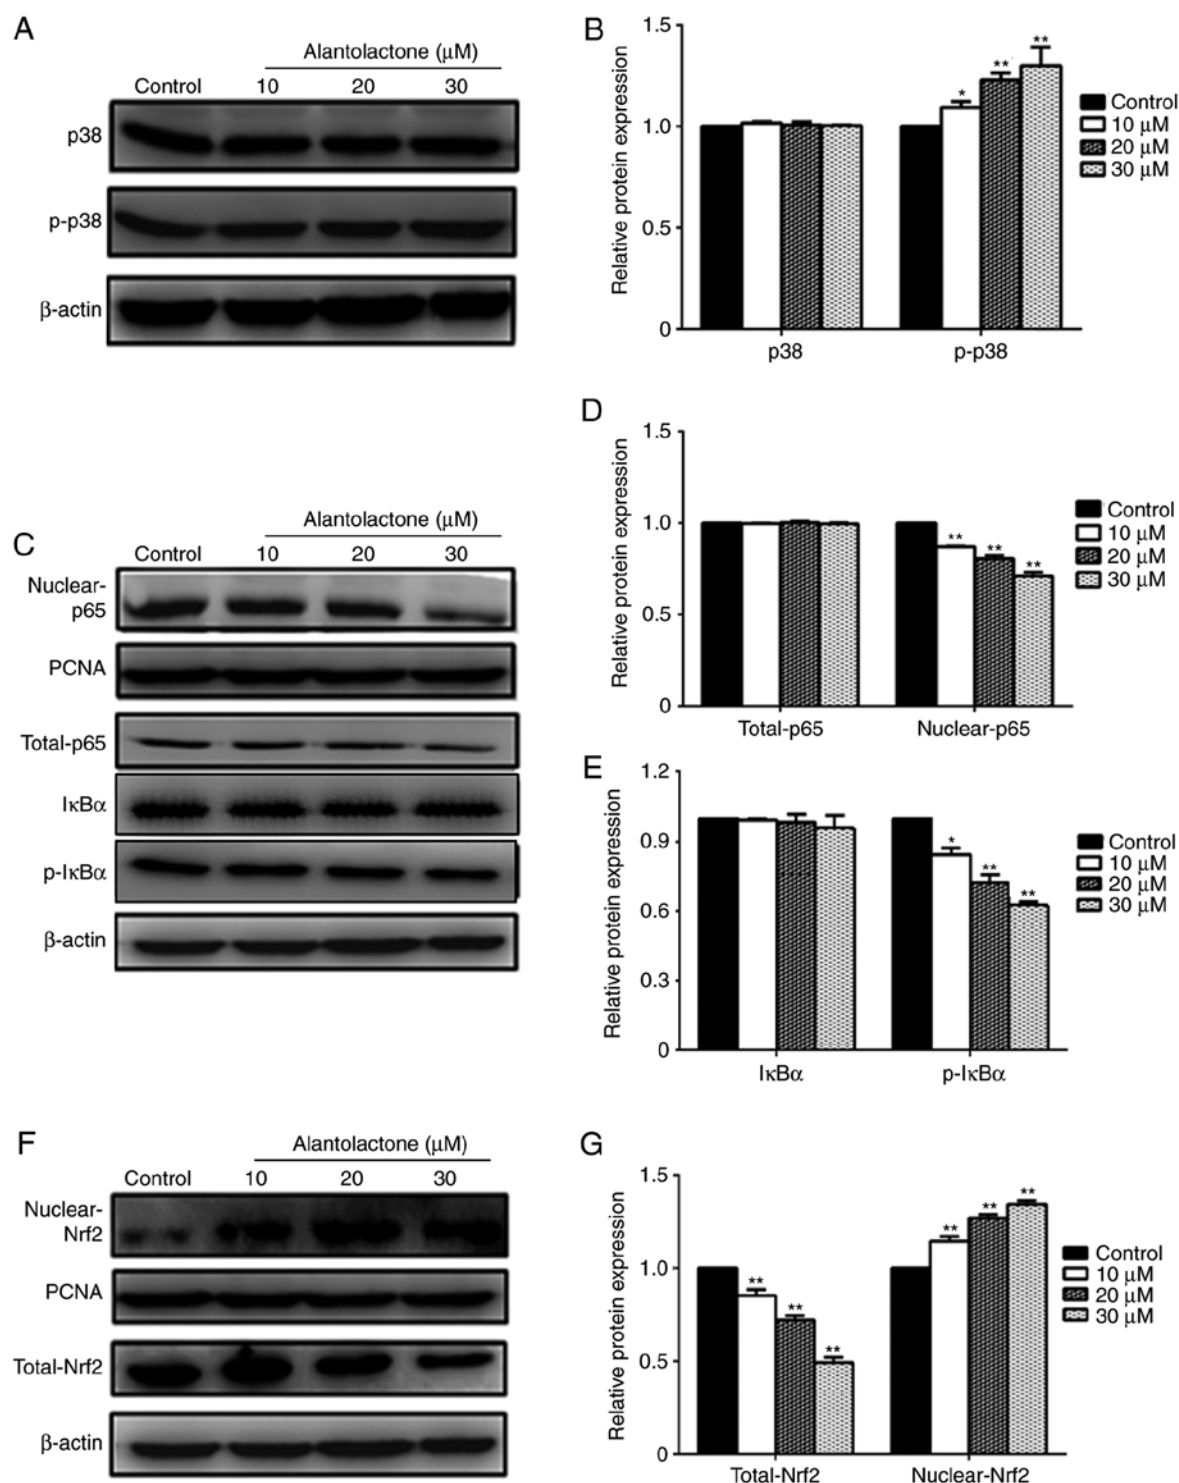 A
Alantolactone (μM)
Control 10 20 30
p38
p-p38
β-actin
B
Relative protein expression
1.5
1.0
0.5
0
* ** **
p38 p-p38
Control
10 μM
20 μM
30 μM
C
Alantolactone (μM)
Control 10 20 30
Nuclear-
p65
PCNA
Total-p65
IκBα
p-IκBα
β-actin
D
Relative protein expression
1.5
1.0
0.5
0
** ** **
Total-p65 Nuclear-p65
Control
10 μM
20 μM
30 μM
E
Relative protein expression
1.2
0.9
0.6
0.3
0
* ** **
IκBα p-IκBα
Control
10 μM
20 μM
30 μM
F
Alantolactone (μM)
Control 10 20 30
Nuclear-
Nrf2
PCNA
Total-Nrf2
β-actin
G
Relative protein expression
1.5
1.0
0.5
0
** ** ** ** ** **
Total-Nrf2 Nuclear-Nrf2
Control
10 μM
20 μM
30 μM